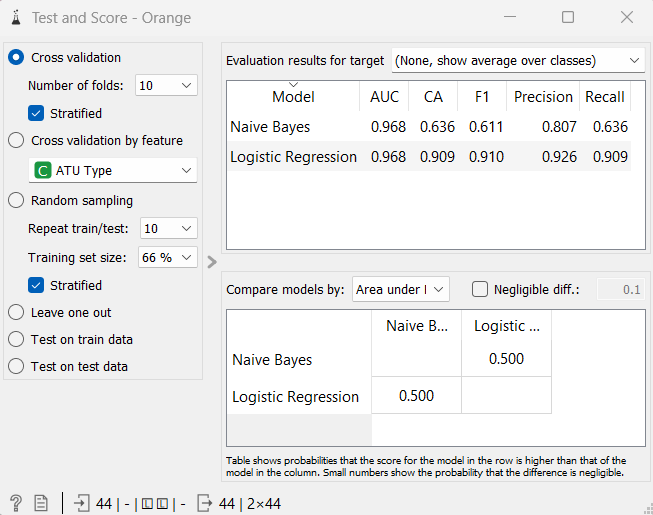 Test and Score - Orange
Cross validation
Number of folds: 10
Stratified
Cross validation by feature
C ATU Type
Random sampling
Repeat train/test: 10
Training set size: 66 %
Stratified
Leave one out
Test on train data
Test on test data
Evaluation results for target (None, show average over classes)
Model AUC CA F1 Precision Recall
Naive Bayes 0.968 0.636 0.611 0.807 0.636
Logistic Regression 0.968 0.909 0.910 0.926 0.909
Compare models by: Area under Negligible diff.: 0.1
Naive B... Logistic ...
Naive Bayes 0.500
Logistic Regression 0.500
Table shows probabilities that the score for the model in the row is higher than that of the
model in the column. Small numbers show the probability that the difference is negligible.
? 44 | - | L L | - 44 | 2×44